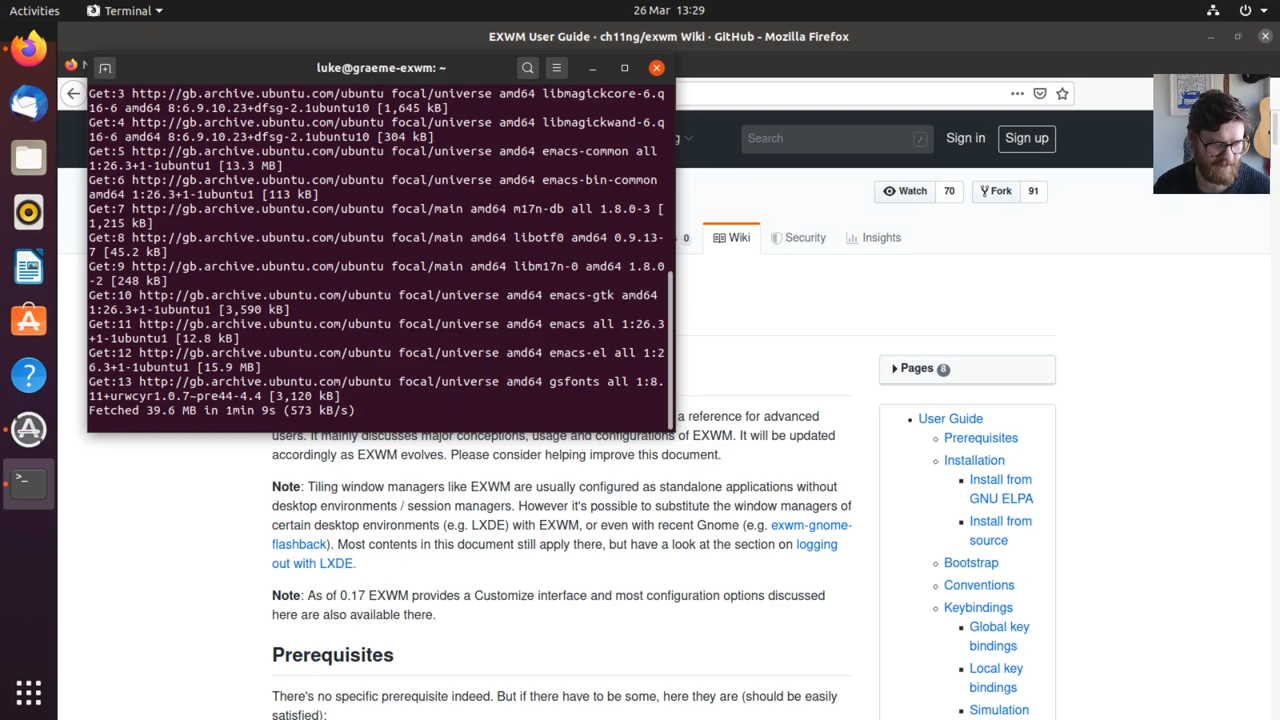 Activities
Terminal
26 Mar 13:29
EXWM User Guide · ch11ng/exwm Wiki · GitHub - Mozilla Firefox
luke@graeme-exwm: ~
Get:3 http://gb.archive.ubuntu.com/ubuntu focal/universe amd64 libmagickcore-6.q
16-6 amd64 8:6.9.10.23+dfsg-2.1ubuntu10 [1,645 kB]
Get:4 http://gb.archive.ubuntu.com/ubuntu focal/universe amd64 libmagickwand-6.q
16-6 amd64 8:6.9.10.23+dfsg-2.1ubuntu10 [304 kB]
Get:5 http://gb.archive.ubuntu.com/ubuntu focal/universe amd64 emacs-common all
1:26.3+1-1ubuntu1 [13.3 MB]
Get:6 http://gb.archive.ubuntu.com/ubuntu focal/universe amd64 emacs-bin-common
amd64 1:26.3+1-1ubuntu1 [113 kB]
Get:7 http://gb.archive.ubuntu.com/ubuntu focal/main amd64 m17n-db all 1.8.0-3 [
1,215 kB]
Get:8 http://gb.archive.ubuntu.com/ubuntu focal/main amd64 libotf0 amd64 0.9.13-
7 [45.2 kB]
Get:9 http://gb.archive.ubuntu.com/ubuntu focal/main amd64 libm17n-0 amd64 1.8.0
-2 [248 kB]
Get:10 http://gb.archive.ubuntu.com/ubuntu focal/universe amd64 emacs-gtk amd64
1:26.3+1-1ubuntu1 [3,590 kB]
Get:11 http://gb.archive.ubuntu.com/ubuntu focal/universe amd64 emacs all 1:26.3
+1-1ubuntu1 [12.8 kB]
Get:12 http://gb.archive.ubuntu.com/ubuntu focal/universe amd64 emacs-el all 1:2
6.3+1-1ubuntu1 [15.9 MB]
Get:13 http://gb.archive.ubuntu.com/ubuntu focal/universe amd64 gsfonts all 1:8.
11+urwcyr1.0.7~pre44-4.4 [3,120 kB]
Fetched 39.6 MB in 1min 9s (573 kB/s)
Search /
Sign in
Sign up
Watch 70
Fork 91
0
Wiki
Security
Insights
Pages 8
a reference for advanced
users. It mainly discusses major conceptions, usage and configurations of EXWM. It will be updated
accordingly as EXWM evolves. Please consider helping improve this document.
Note: Tiling window managers like EXWM are usually configured as standalone applications without
desktop environments / session managers. However it's possible to substitute the window managers of
certain desktop environments (e.g. LXDE) with EXWM, or even with recent Gnome (e.g. exwm-gnome-
flashback). Most contents in this document still apply there, but have a look at the section on logging
out with LXDE.
Note: As of 0.17 EXWM provides a Customize interface and most configuration options discussed
here are also available there.
Prerequisites
There's no specific prerequisite indeed. But if there have to be some, here they are (should be easily
satisfied):
User Guide
Prerequisites
Installation
Install from
GNU ELPA
Install from
source
Bootstrap
Conventions
Keybindings
Global key
bindings
Local key
bindings
Simulation